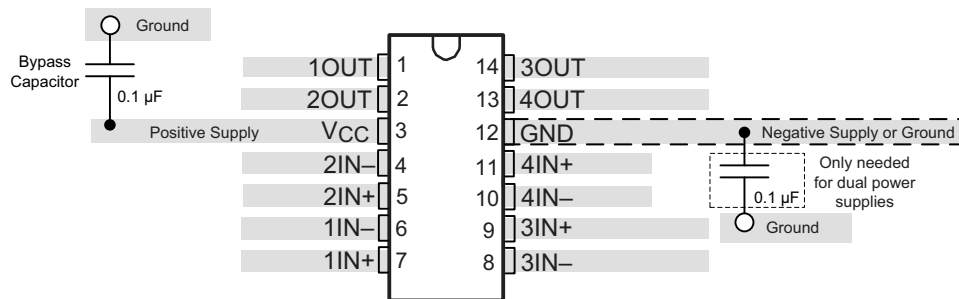 Ground
Bypass
Capacitor
0.1 µF
Positive Supply
1OUT 1
2OUT 2
VCC 3
2IN– 4
2IN+ 5
1IN– 6
1IN+ 7
14 3OUT
13 4OUT
12 GND
11 4IN+
10 4IN–
9 3IN+
8 3IN–
Negative Supply or Ground
Only needed
for dual power
supplies
0.1 µF
Ground